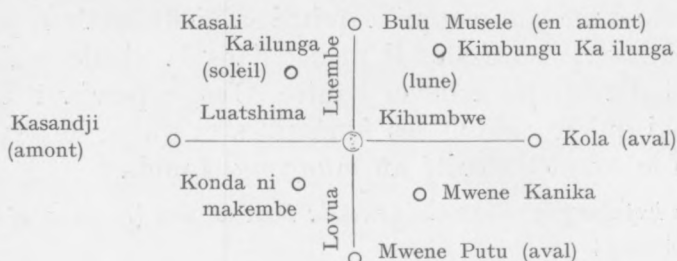 Kasali
Bulu Musele (en amont)
Ka ilunga
(soleil)
Luembe
Kimbungu Ka ilunga
(lune)
Kasandji
(amont)
Luatshima
Kihumbwe
Kola (aval)
Konda ni
makembe
Lovua
Mwene Kanika
Mwene Putu (aval)